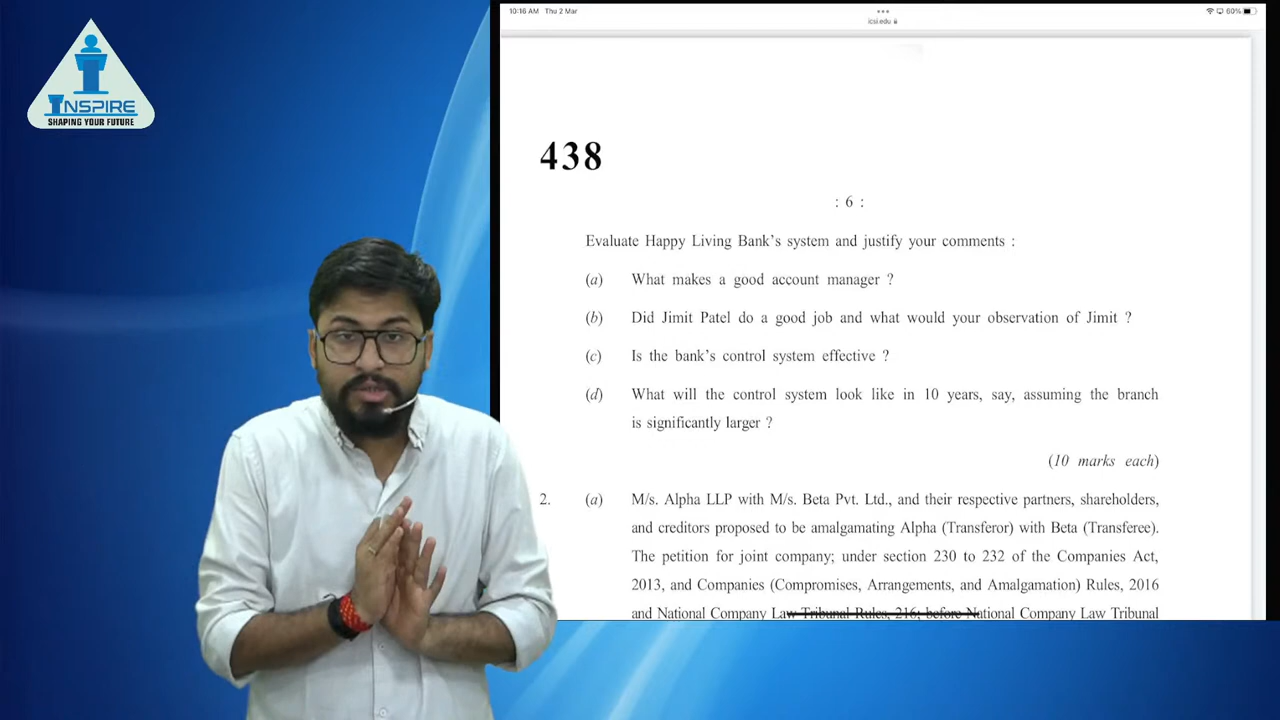 INSPIRE
SHAPING YOUR FUTURE
10:16 AM Thu 2 Mar
icsi.edu
60%
438
: 6 :
Evaluate Happy Living Bank's system and justify your comments :
(a) What makes a good account manager ?
(b) Did Jimit Patel do a good job and what would your observation of Jimit ?
(c) Is the bank's control system effective ?
(d) What will the control system look like in 10 years, say, assuming the branch
is significantly larger ?
(10 marks each)
2. (a) M/s. Alpha LLP with M/s. Beta Pvt. Ltd., and their respective partners, shareholders,
and creditors proposed to be amalgamating Alpha (Transferor) with Beta (Transferee).
The petition for joint company; under section 230 to 232 of the Companies Act,
2013, and Companies (Compromises, Arrangements, and Amalgamation) Rules, 2016
and National Company Law Tribunal Rules, 216; before National Company Law Tribunal